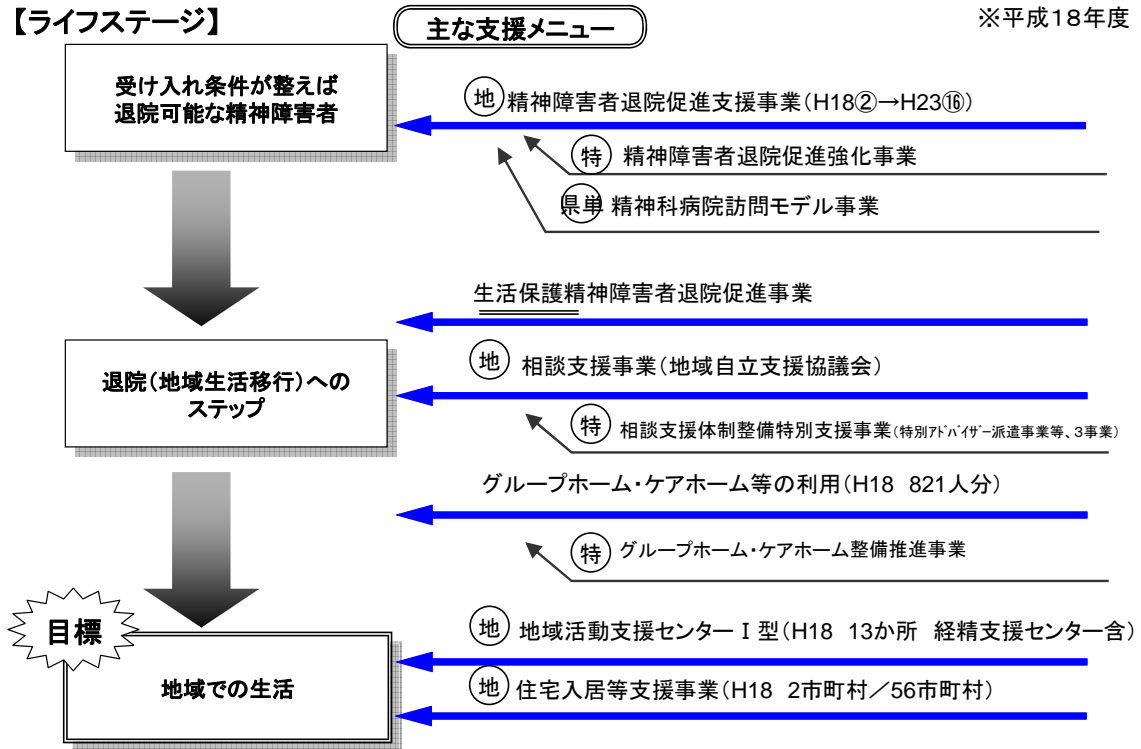 【ライフステージ】
主な支援メニュー
※平成18年度
受け入れ条件が整えば
退院可能な精神障害者
地 精神障害者退院促進支援事業(H18②→H23⑯)
特 精神障害者退院促進強化事業
県単 精神科病院訪問モデル事業
生活保護精神障害者退院促進事業
退院(地域生活移行)への
ステップ
地 相談支援事業(地域自立支援協議会)
特 相談支援体制整備特別支援事業(特別アドバイザー派遣事業等、3事業)
グループホーム・ケアホーム等の利用(H18 821人分)
特 グループホーム・ケアホーム整備推進事業
目標
地域での生活
地 地域活動支援センターⅠ型(H18 13か所 経精支援センター含)
地 住宅入居等支援事業(H18 2市町村/56市町村)